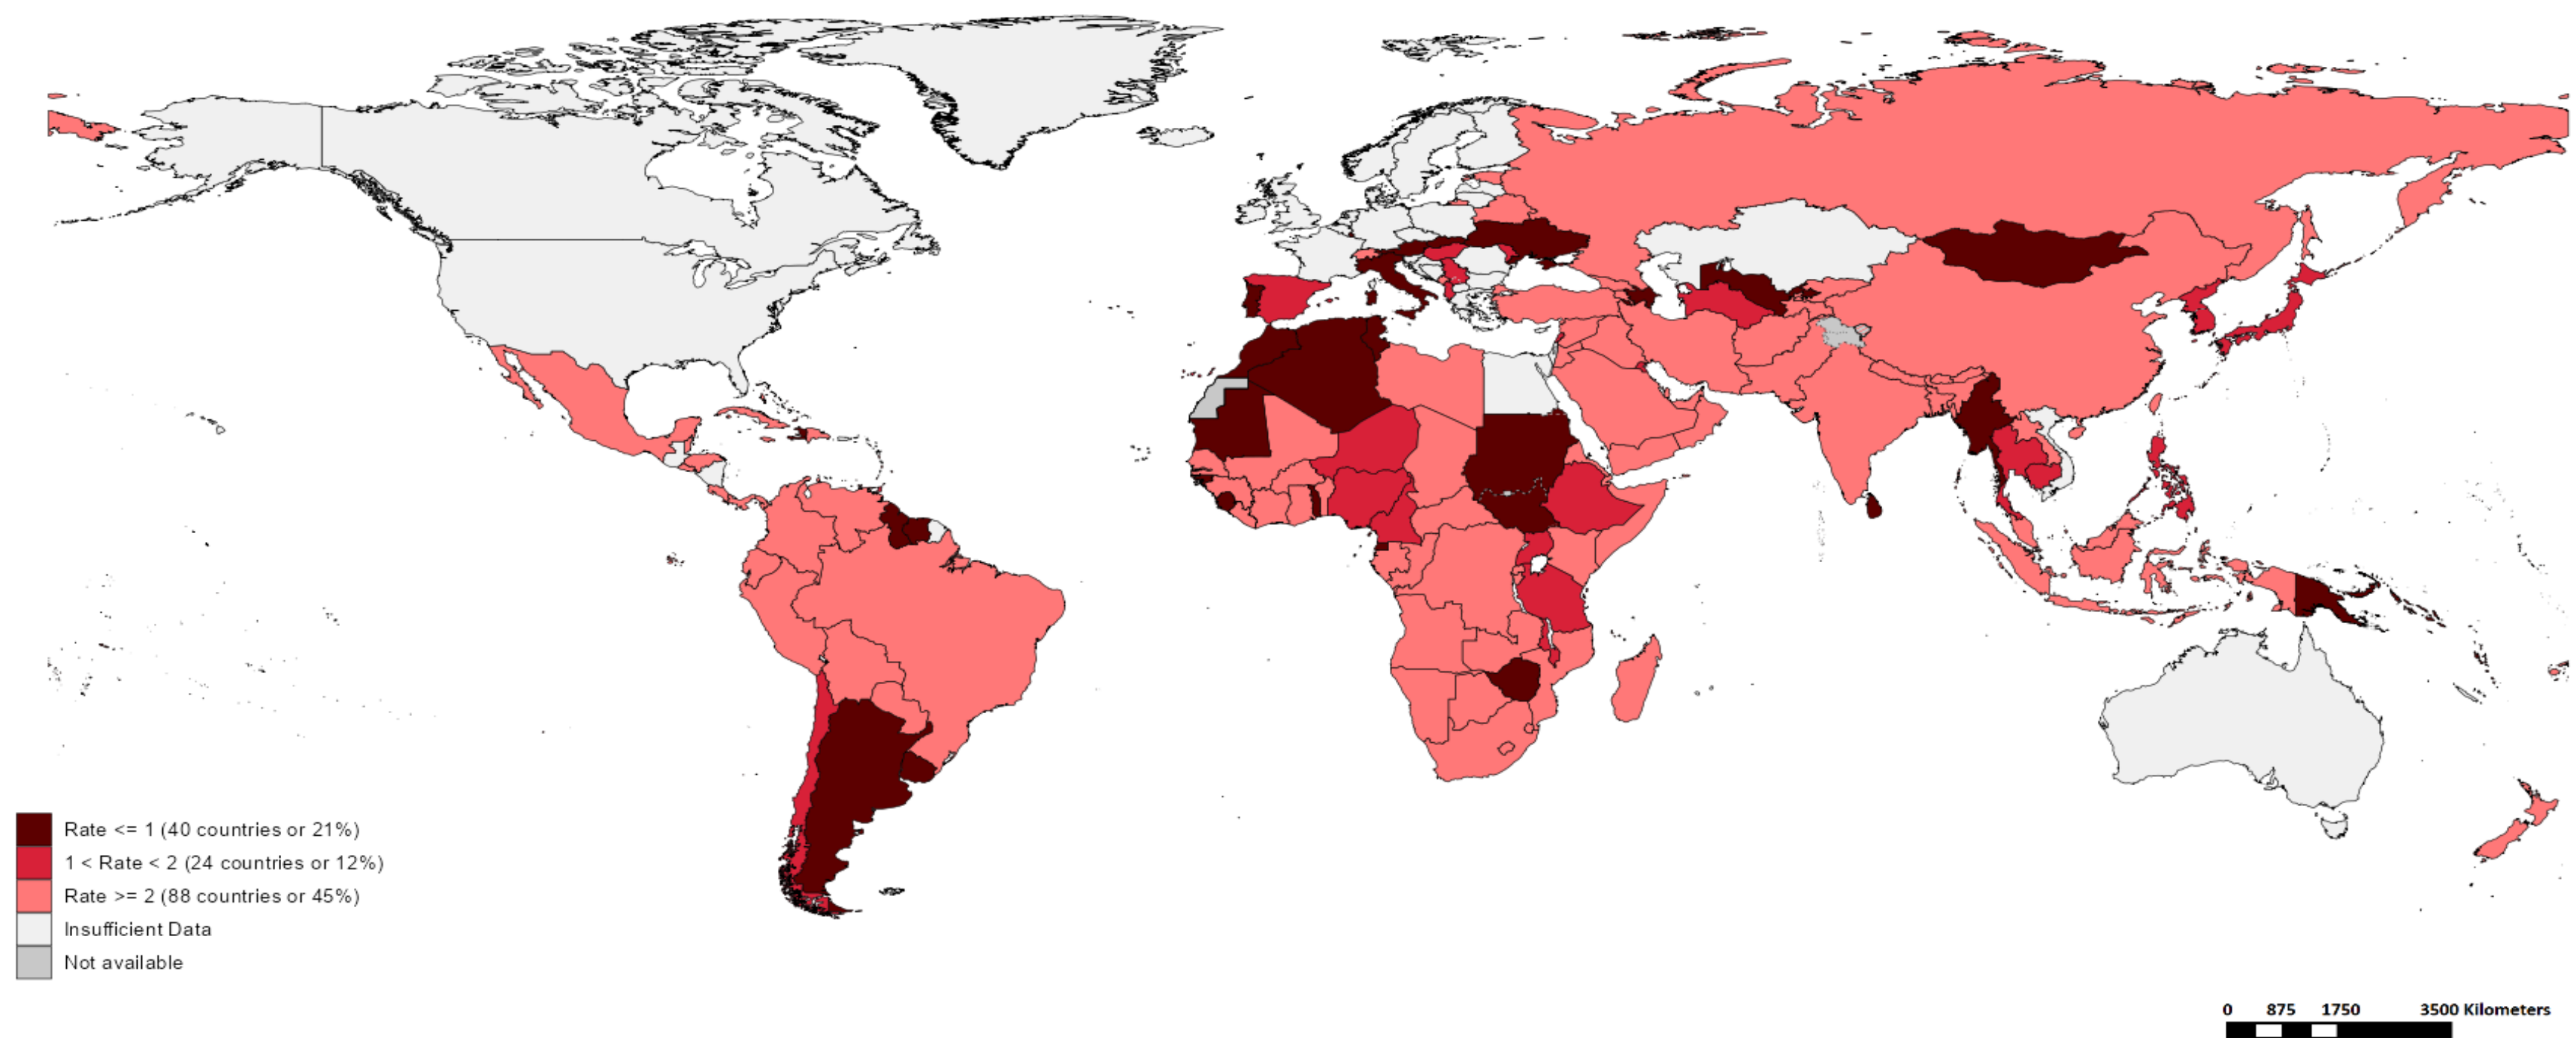 Rate <= 1 (40 countries or 21%)
1 < Rate < 2 (24 countries or 12%)
Rate >= 2 (88 countries or 45%)
Insufficient Data
Not available
0 875 1750 3500 Kilometers